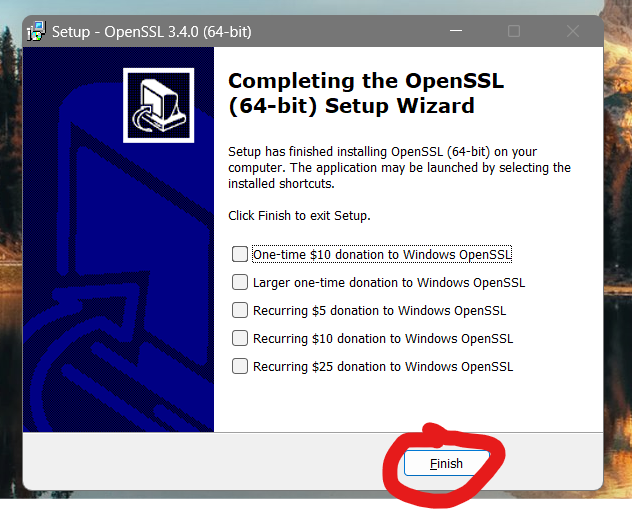 Setup - OpenSSL 3.4.0 (64-bit)
Completing the OpenSSL
(64-bit) Setup Wizard
Setup has finished installing OpenSSL (64-bit) on your
computer. The application may be launched by selecting the
installed shortcuts.
Click Finish to exit Setup.
One-time $10 donation to Windows OpenSSL
Larger one-time donation to Windows OpenSSL
Recurring $5 donation to Windows OpenSSL
Recurring $10 donation to Windows OpenSSL
Recurring $25 donation to Windows OpenSSL
Finish